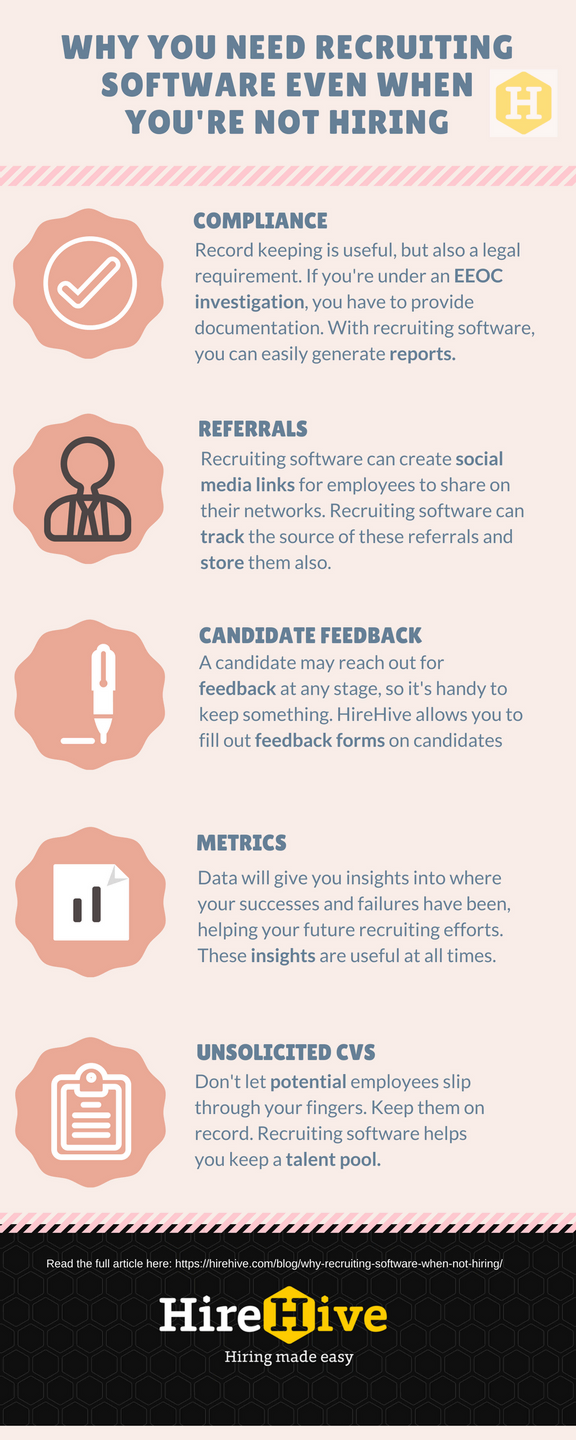 WHY YOU NEED RECRUITING
SOFTWARE EVEN WHEN
YOU'RE NOT HIRING
H
COMPLIANCE
Record keeping is useful, but also a legal
requirement. If you're under an EEOC
investigation, you have to provide
documentation. With recruiting software,
you can easily generate reports.
REFERRALS
Recruiting software can create social
media links for employees to share on
their networks. Recruiting software can
track the source of these referrals and
store them also.
CANDIDATE FEEDBACK
A candidate may reach out for
feedback at any stage, so it's handy to
keep something. HireHive allows you to
fill out feedback forms on candidates
METRICS
Data will give you insights into where
your successes and failures have been,
helping your future recruiting efforts.
These insights are useful at all times.
UNSOLICITED CVS
Don't let potential employees slip
through your fingers. Keep them on
record. Recruiting software helps
you keep a talent pool.
Read the full article here: https://hirehive.com/blog/why-recruiting-software-when-not-hiring/
HireHive
Hiring made easy